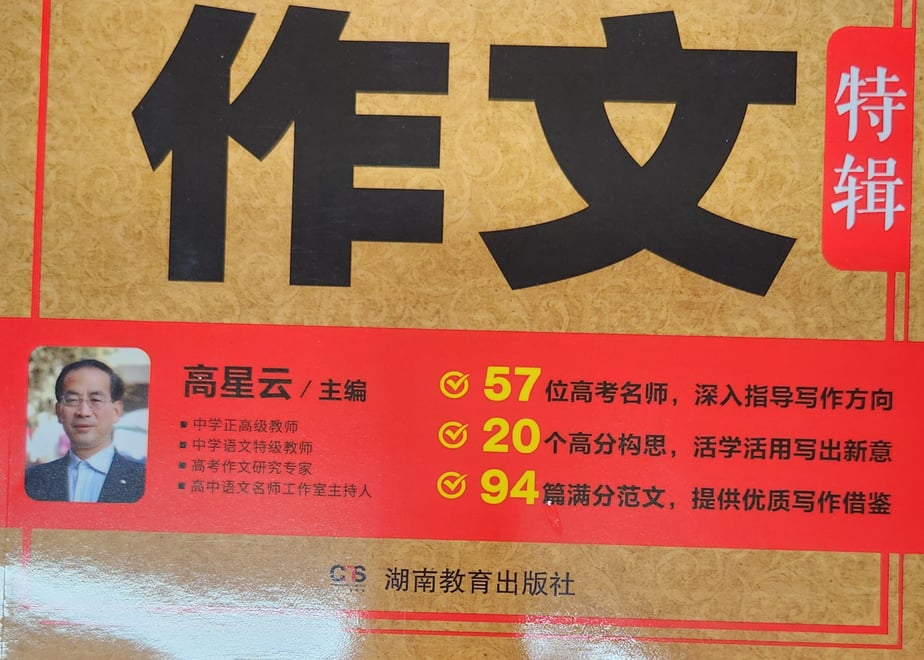 作文
特辑
高星云 / 主编
■ 中学正高级教师
■ 中学语文特级教师
■ 高考作文研究专家
■ 高中语文名师工作室主持人
57位高考名师，深入指导写作方向
20个高分构思，活学活用写出新意
94篇满分范文，提供优质写作借鉴
CTS 湖南教育出版社